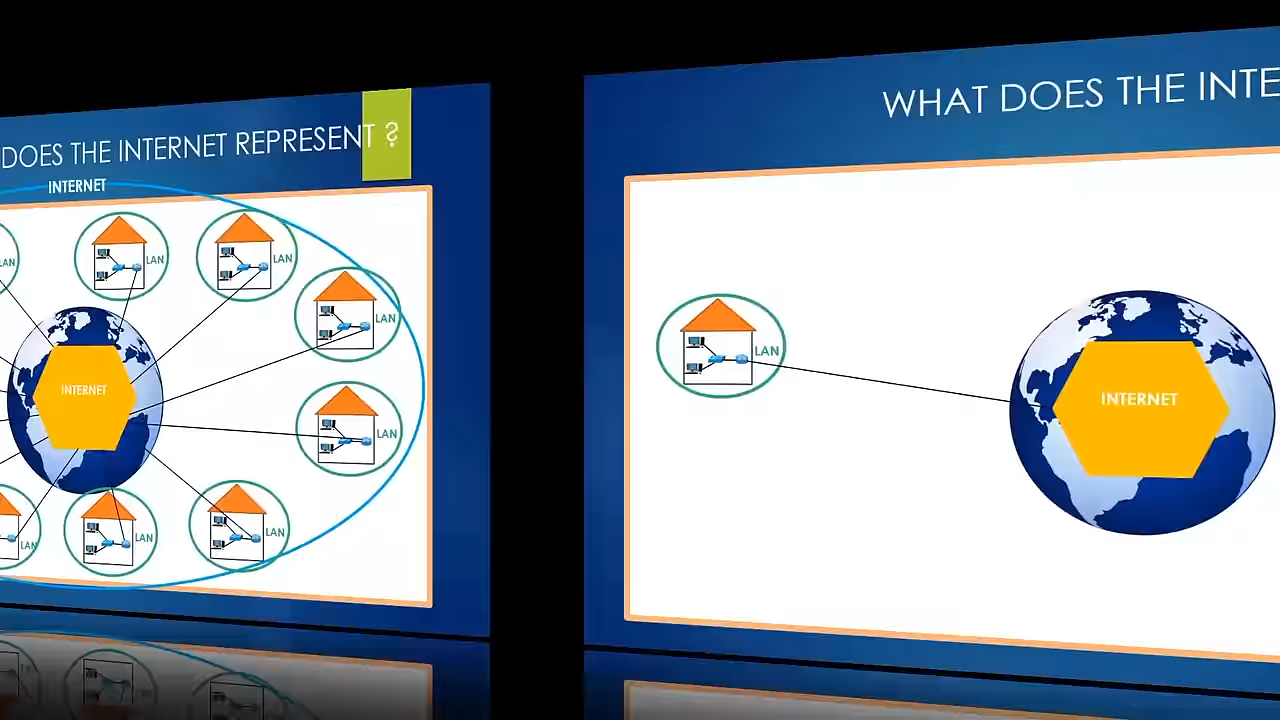 DOES THE INTERNET REPRESENT ?
INTERNET
LAN
LAN
LAN
LAN
LAN
INTERNET
LAN
LAN
LAN
LAN
WHAT DOES THE INTE
LAN
INTERNET